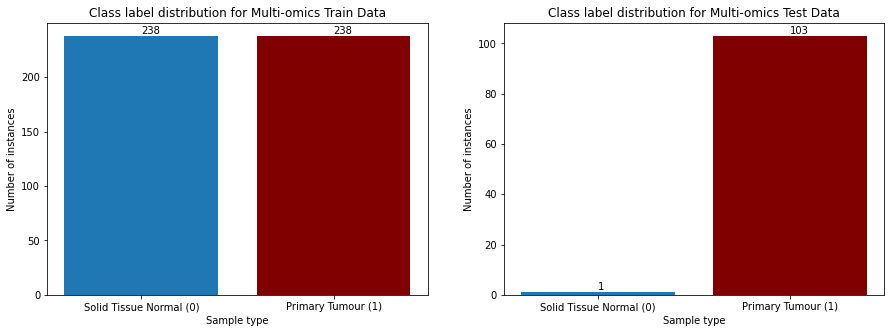 Class label distribution for Multi-omics Train Data
238
238
Number of instances
200
150
100
50
0
Solid Tissue Normal (0)
Primary Tumour (1)
Sample type
Class label distribution for Multi-omics Test Data
103
1
Number of instances
100
80
60
40
20
0
Solid Tissue Normal (0)
Primary Tumour (1)
Sample type